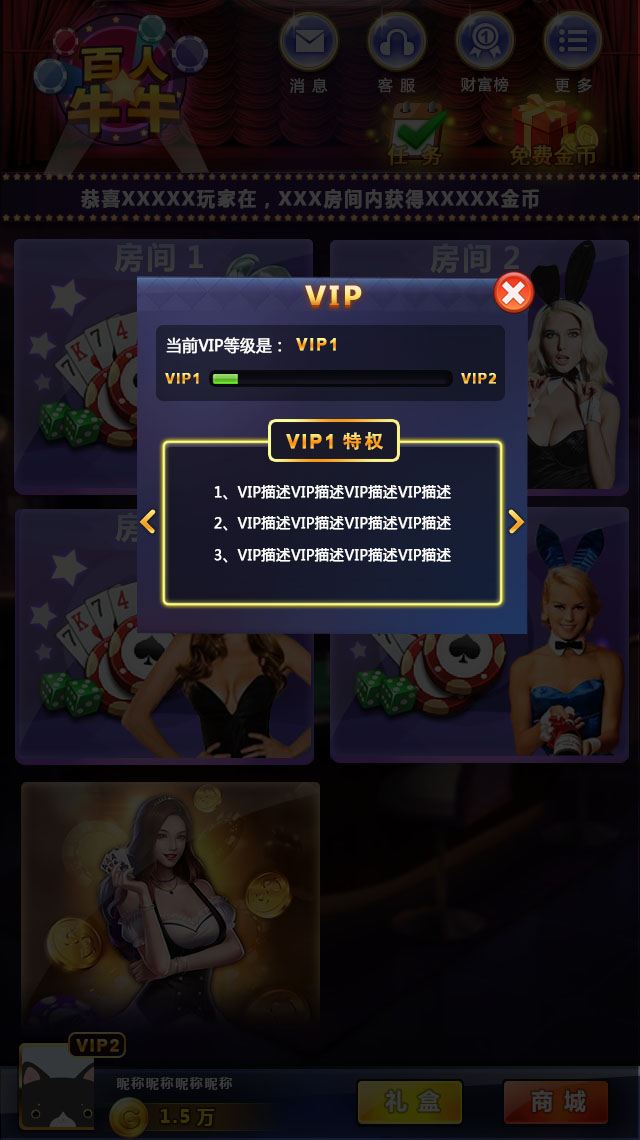 百人
牛牛
消息
客服
财富榜
更多
任务
免费金币
恭喜XXXXX玩家在，XXX房间内获得XXXXX金币
房间 1
房间 2
VIP
当前VIP等级是： VIP1
VIP1
VIP2
VIP1 特权
1、VIP描述VIP描述VIP描述VIP描述
2、VIP描述VIP描述VIP描述VIP描述
3、VIP描述VIP描述VIP描述VIP描述
房
K 7 7 4
VIP2
昵称昵称昵称昵称
G 1.5 万
礼盒
商城